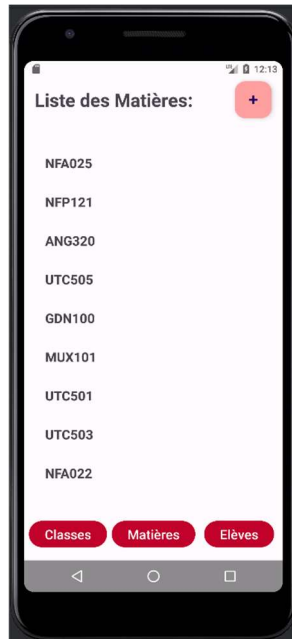 12:13
Liste des Matières:
+
NFA025
NFP121
ANG320
UTC505
GDN100
MUX101
UTC501
UTC503
NFA022
Classes Matières Elèves